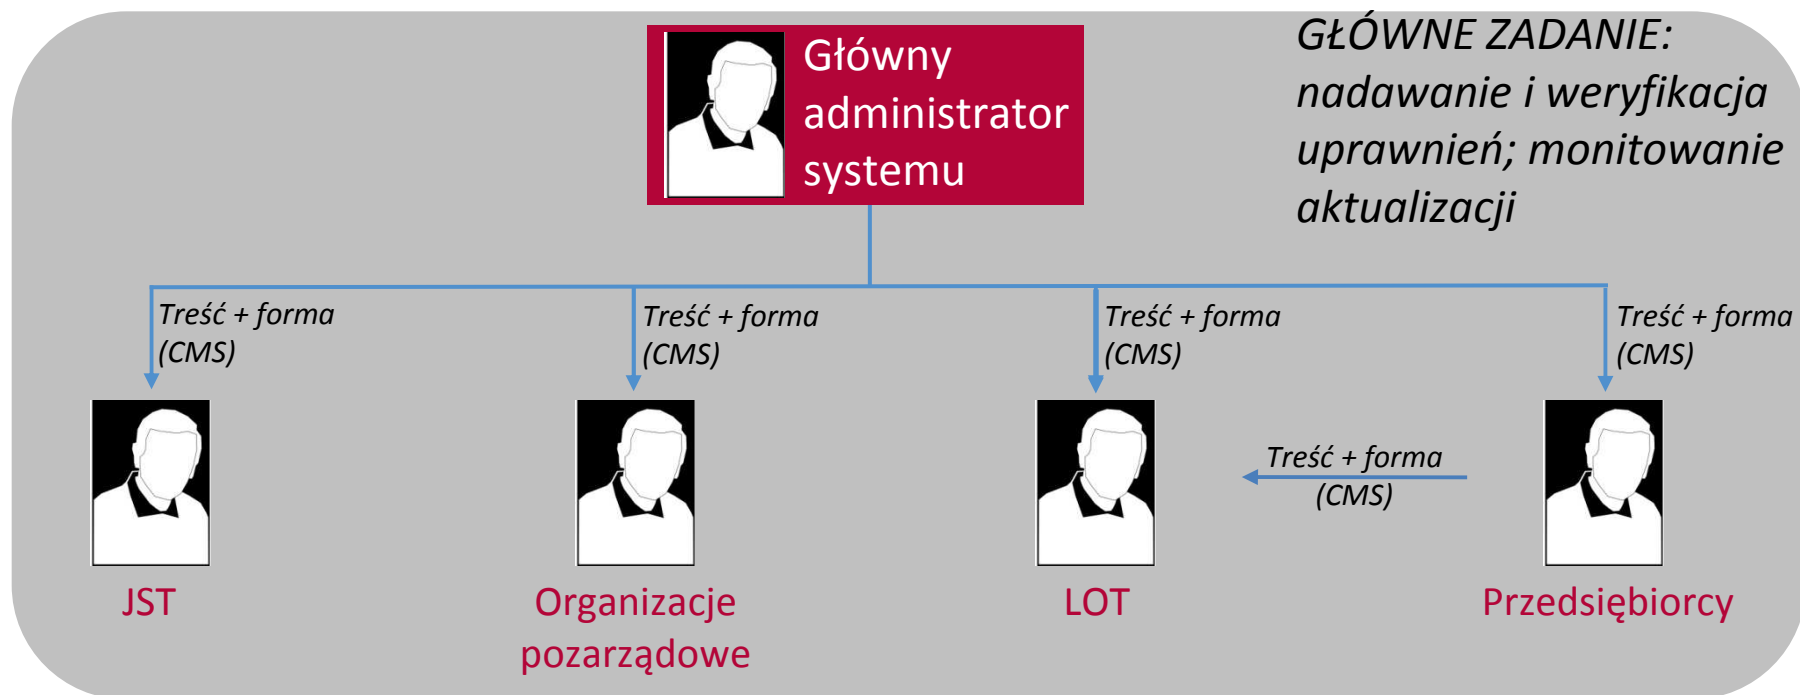 Główny
administrator
systemu
GŁÓWNE ZADANIE:
nadawanie i weryfikacja
uprawnień; monitowanie
aktualizacji
Treść + forma
(CMS)
Treść + forma
(CMS)
Treść + forma
(CMS)
Treść + forma
(CMS)
Treść + forma
(CMS)
JST
Organizacje
pozarządowe
LOT
Przedsiębiorcy